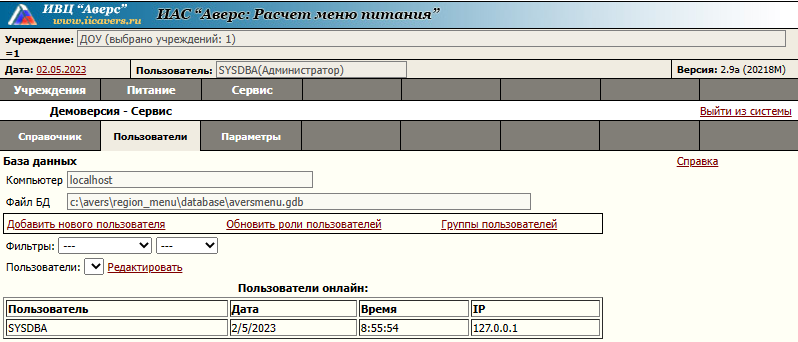 ИВЦ "Аверс" ИАС “Аверс: Расчет меню питания”
www.iicavers.ru
Учреждение: ДОУ (выбрано учреждений: 1)
=1
Дата: 02.05.2023 Пользователь: SYSDBA(Администратор) Версия: 2.9a (20218M)
Учреждения Питание Сервис
Демоверсия - Сервис Выйти из системы
Справочник Пользователи Параметры
База данных Справка
Компьютер localhost
Файл БД c:\avers\region_menu\database\aversmenu.gdb
Добавить нового пользователя Обновить роли пользователей Группы пользователей
Фильтры: --- ---
Пользователи: Редактировать
Пользователи онлайн:
Пользователь Дата Время IP
SYSDBA 2/5/2023 8:55:54 127.0.0.1